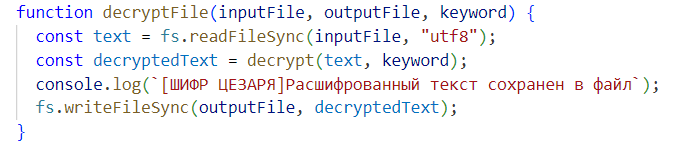 function decryptFile(inputFile, outputFile, keyword) {
const text = fs.readFileSync(inputFile, "utf8");
const decryptedText = decrypt(text, keyword);
console.log(`[ШИФР ЦЕЗАРЯ]Расшифрованный текст сохранен в файл`);
fs.writeFileSync(outputFile, decryptedText);
}